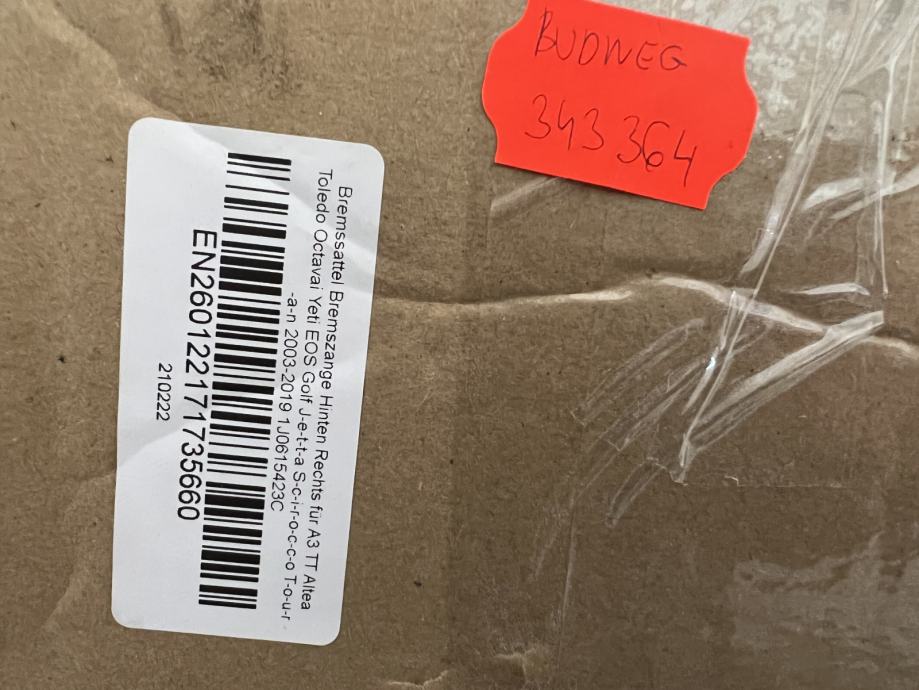 BUDWEG
343 364
Bremssattel Bremszange Hinten Rechts für A3 TT Altea
Toledo Octavai Yeti EOS Golf J-e-t-t-a S-c-i-r-o-c-c-o T-o-u-r
-a-n 2003-2019 1J0615423C
EN260122171735660
210222